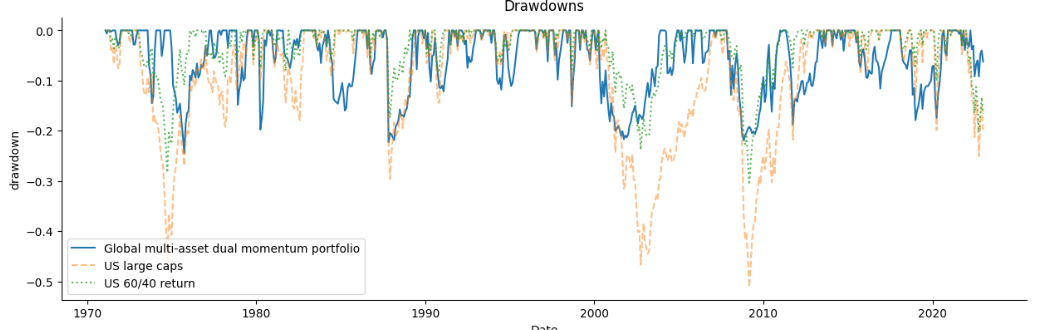 Drawdowns
0.0
−0.1
−0.2
−0.3
−0.4
−0.5
drawdown
Global multi-asset dual momentum portfolio
US large caps
US 60/40 return
1970
1980
1990
2000
2010
2020
Date